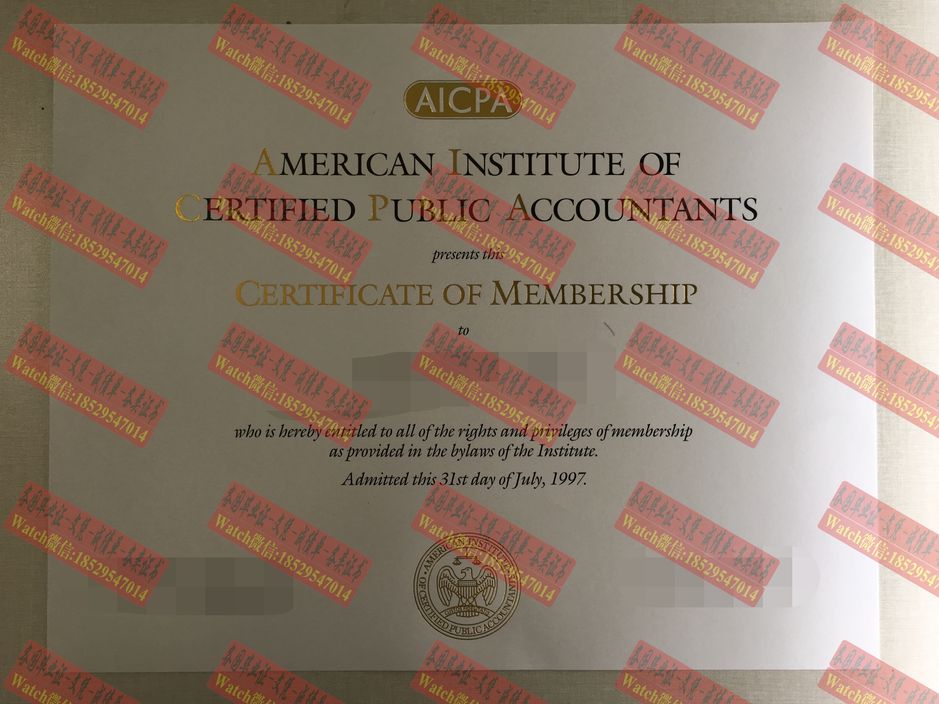 AICPA
AMERICAN INSTITUTE OF
CERTIFIED PUBLIC ACCOUNTANTS
presents this
CERTIFICATE OF MEMBERSHIP
to
who is hereby entitled to all of the rights and privileges of membership
as provided in the bylaws of the Institute.
Admitted this 31st day of July, 1997.
AMERICAN INSTITUTE OF CERTIFIED PUBLIC ACCOUNTANTS
Watch微信:18529547014